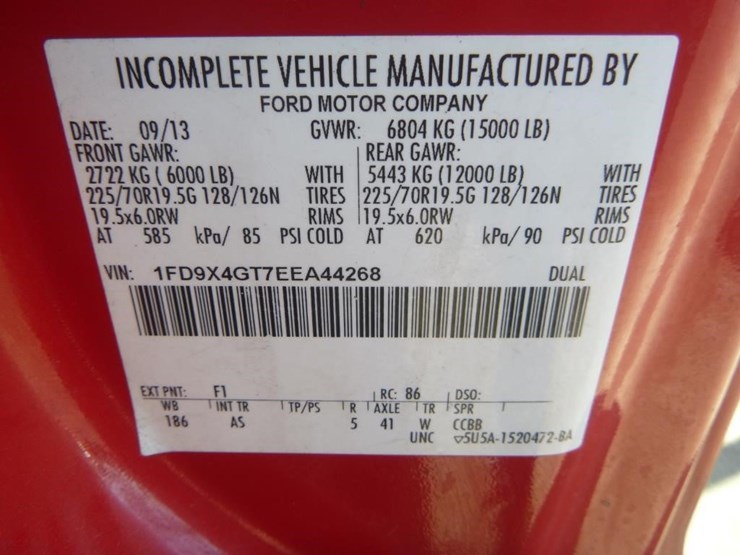 INCOMPLETE VEHICLE MANUFACTURED BY
FORD MOTOR COMPANY
DATE: 09/13 GVWR: 6804 KG (15000 LB)
FRONT GAWR: REAR GAWR:
2722 KG ( 6000 LB) WITH 5443 KG ( 12000 LB) WITH
225/70R19.5G 128/126N TIRES 225/70R19.5G 128/126N TIRES
19.5x6.0RW RIMS 19.5x6.0RW RIMS
AT 585 kPa/ 85 PSI COLD AT 620 kPa/ 90 PSI COLD
VIN: 1FD9X4GT7EEA44268 DUAL
EXT PNT: F1 RC: 86 DSO:
WB INT TR TP/PS R AXLE TR SPR
186 AS 5 41 W CCBB
UNC ▽5U5A-1520472-BA